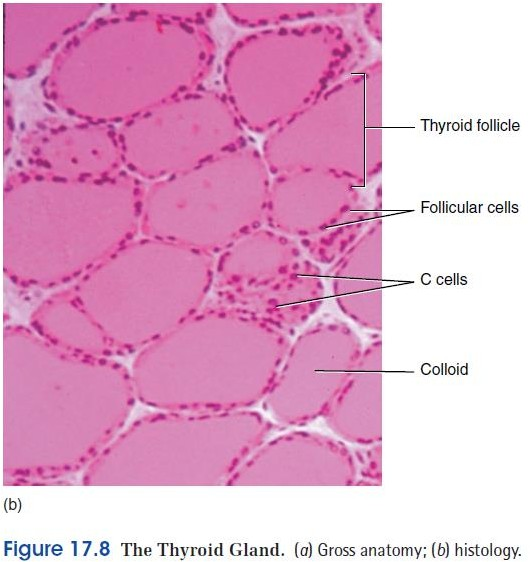 Thyroid follicle
Follicular cells
C cells
Colloid
(b)
Figure 17.8 The Thyroid Gland. (a) Gross anatomy; (b) histology.